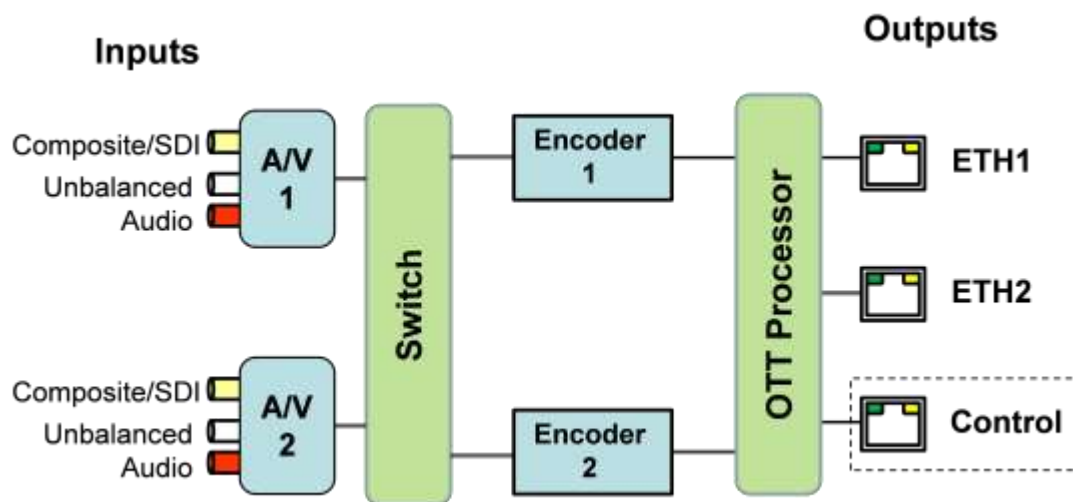 Inputs
Outputs
Composite/SDI
Unbalanced
Audio
A/V
1
Switch
Encoder
1
OTT Processor
ETH1
ETH2
Composite/SDI
Unbalanced
Audio
A/V
2
Encoder
2
Control